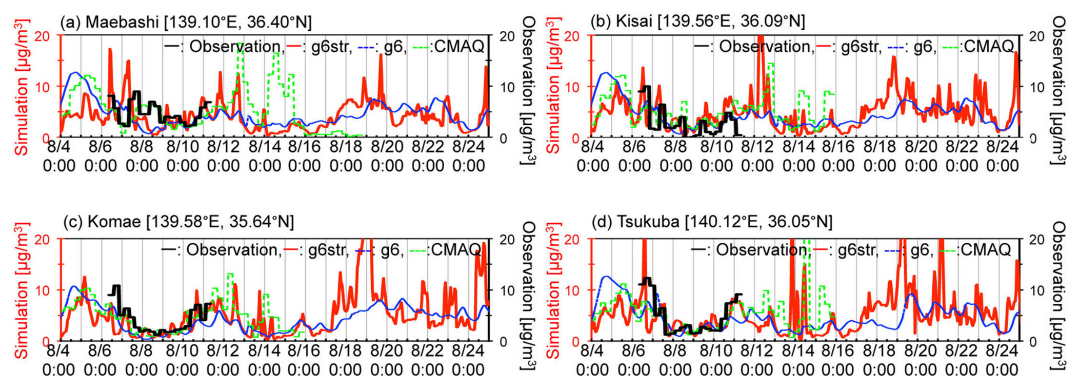 (a) Maebashi [139.10°E, 36.40°N]
Simulation [μg/m³]
20
10
0
—: Observation, —: g6str, --: g6, --:CMAQ
20
10
0
Observation [μg/m³]
8/4 8/6 8/8 8/10 8/12 8/14 8/16 8/18 8/20 8/22 8/24
0:00 0:00 0:00 0:00 0:00 0:00 0:00 0:00 0:00 0:00 0:00
(b) Kisai [139.56°E, 36.09°N]
Simulation [μg/m³]
20
10
0
—: Observation, —: g6str, --: g6, --:CMAQ
20
10
0
Observation [μg/m³]
8/4 8/6 8/8 8/10 8/12 8/14 8/16 8/18 8/20 8/22 8/24
0:00 0:00 0:00 0:00 0:00 0:00 0:00 0:00 0:00 0:00 0:00
(c) Komae [139.58°E, 35.64°N]
Simulation [μg/m³]
20
10
0
—: Observation, —: g6str, --: g6, --:CMAQ
20
10
0
Observation [μg/m³]
8/4 8/6 8/8 8/10 8/12 8/14 8/16 8/18 8/20 8/22 8/24
0:00 0:00 0:00 0:00 0:00 0:00 0:00 0:00 0:00 0:00 0:00
(d) Tsukuba [140.12°E, 36.05°N]
Simulation [μg/m³]
20
10
0
—: Observation, —: g6str, --: g6, --:CMAQ
20
10
0
Observation [μg/m³]
8/4 8/6 8/8 8/10 8/12 8/14 8/16 8/18 8/20 8/22 8/24
0:00 0:00 0:00 0:00 0:00 0:00 0:00 0:00 0:00 0:00 0:00